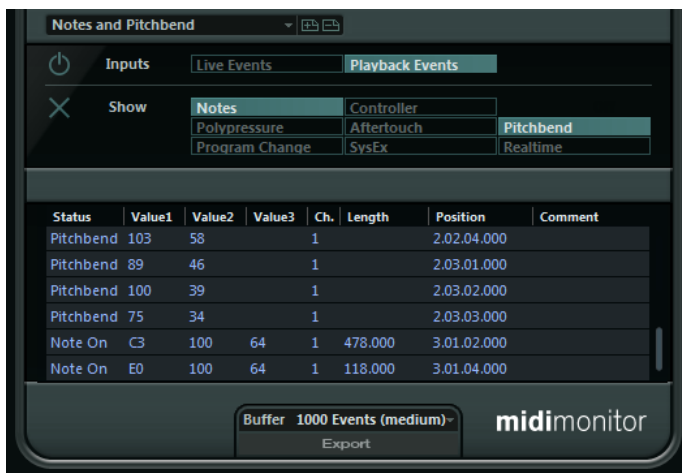 Notes and Pitchbend
Inputs Live Events Playback Events
Show Notes Controller
Polypressure Aftertouch Pitchbend
Program Change SysEx Realtime
Status Value1 Value2 Value3 Ch. Length Position Comment
Pitchbend 103 58 1 2.02.04.000
Pitchbend 89 46 1 2.03.01.000
Pitchbend 100 39 1 2.03.02.000
Pitchbend 75 34 1 2.03.03.000
Note On C3 100 64 1 478.000 3.01.02.000
Note On E0 100 64 1 118.000 3.01.04.000
Buffer 1000 Events (medium)
Export
midimonitor